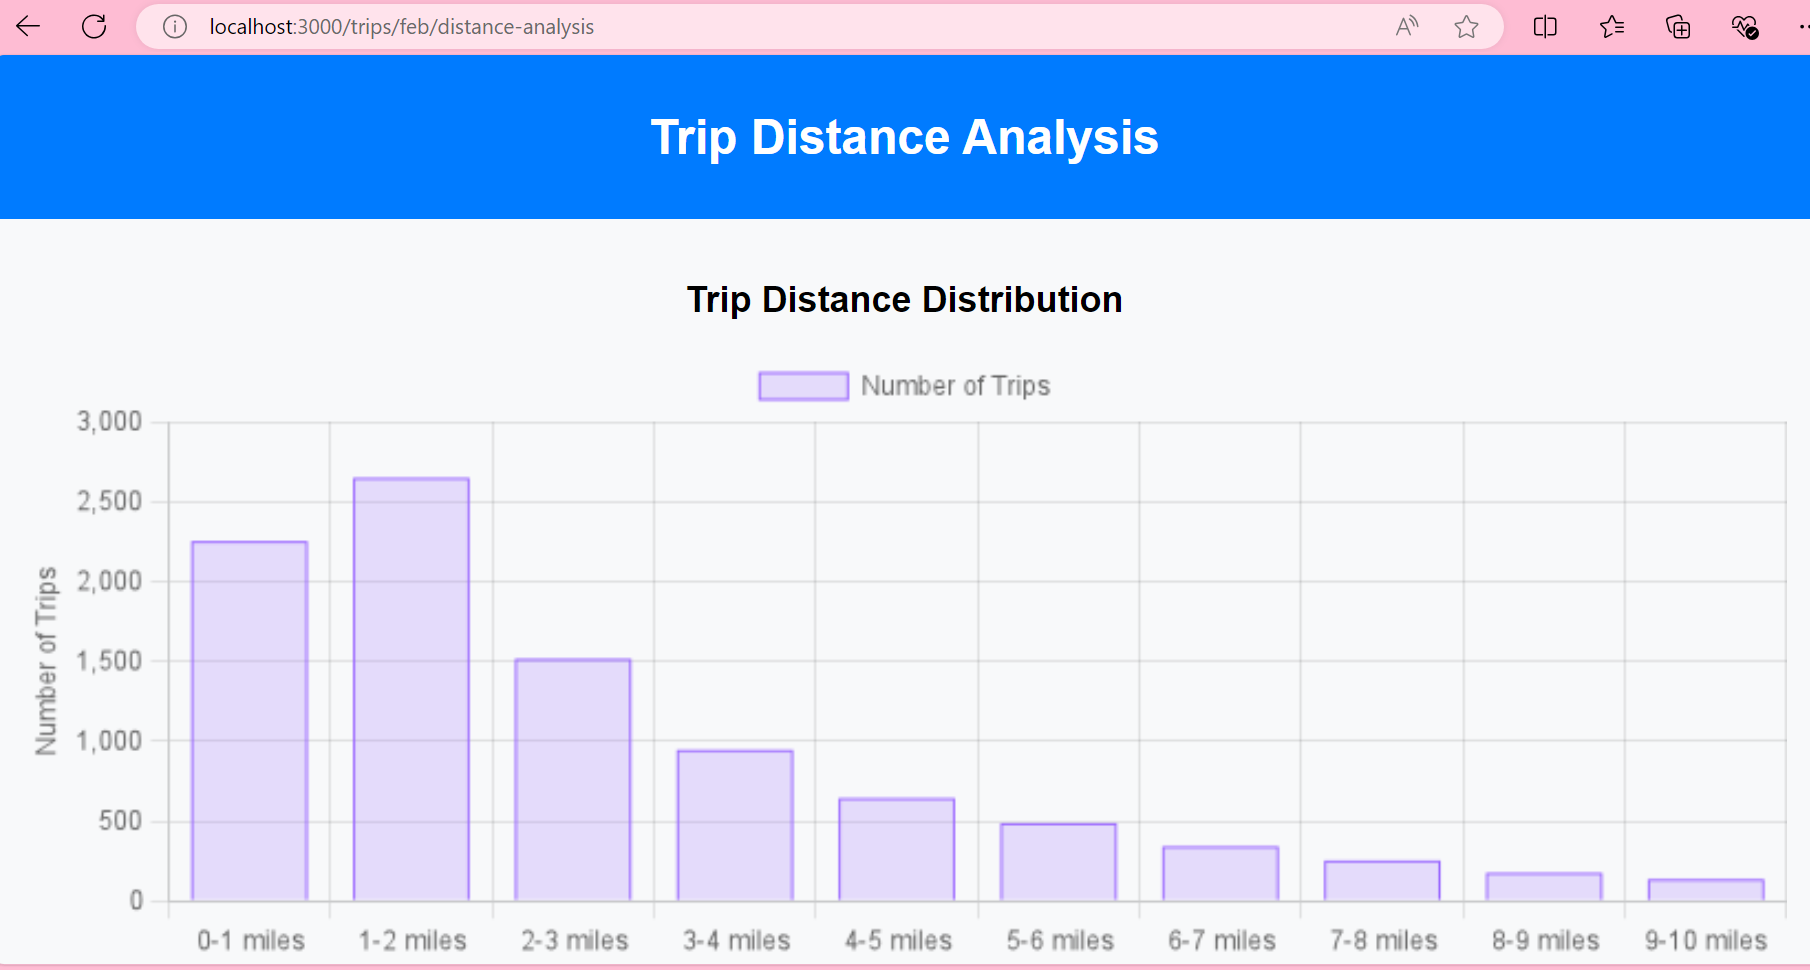 localhost:3000/trips/feb/distance-analysis
Trip Distance Analysis
Trip Distance Distribution
Number of Trips
3,000
2,500
2,000
1,500
1,000
500
0
Number of Trips
0-1 miles 1-2 miles 2-3 miles 3-4 miles 4-5 miles 5-6 miles 6-7 miles 7-8 miles 8-9 miles 9-10 miles